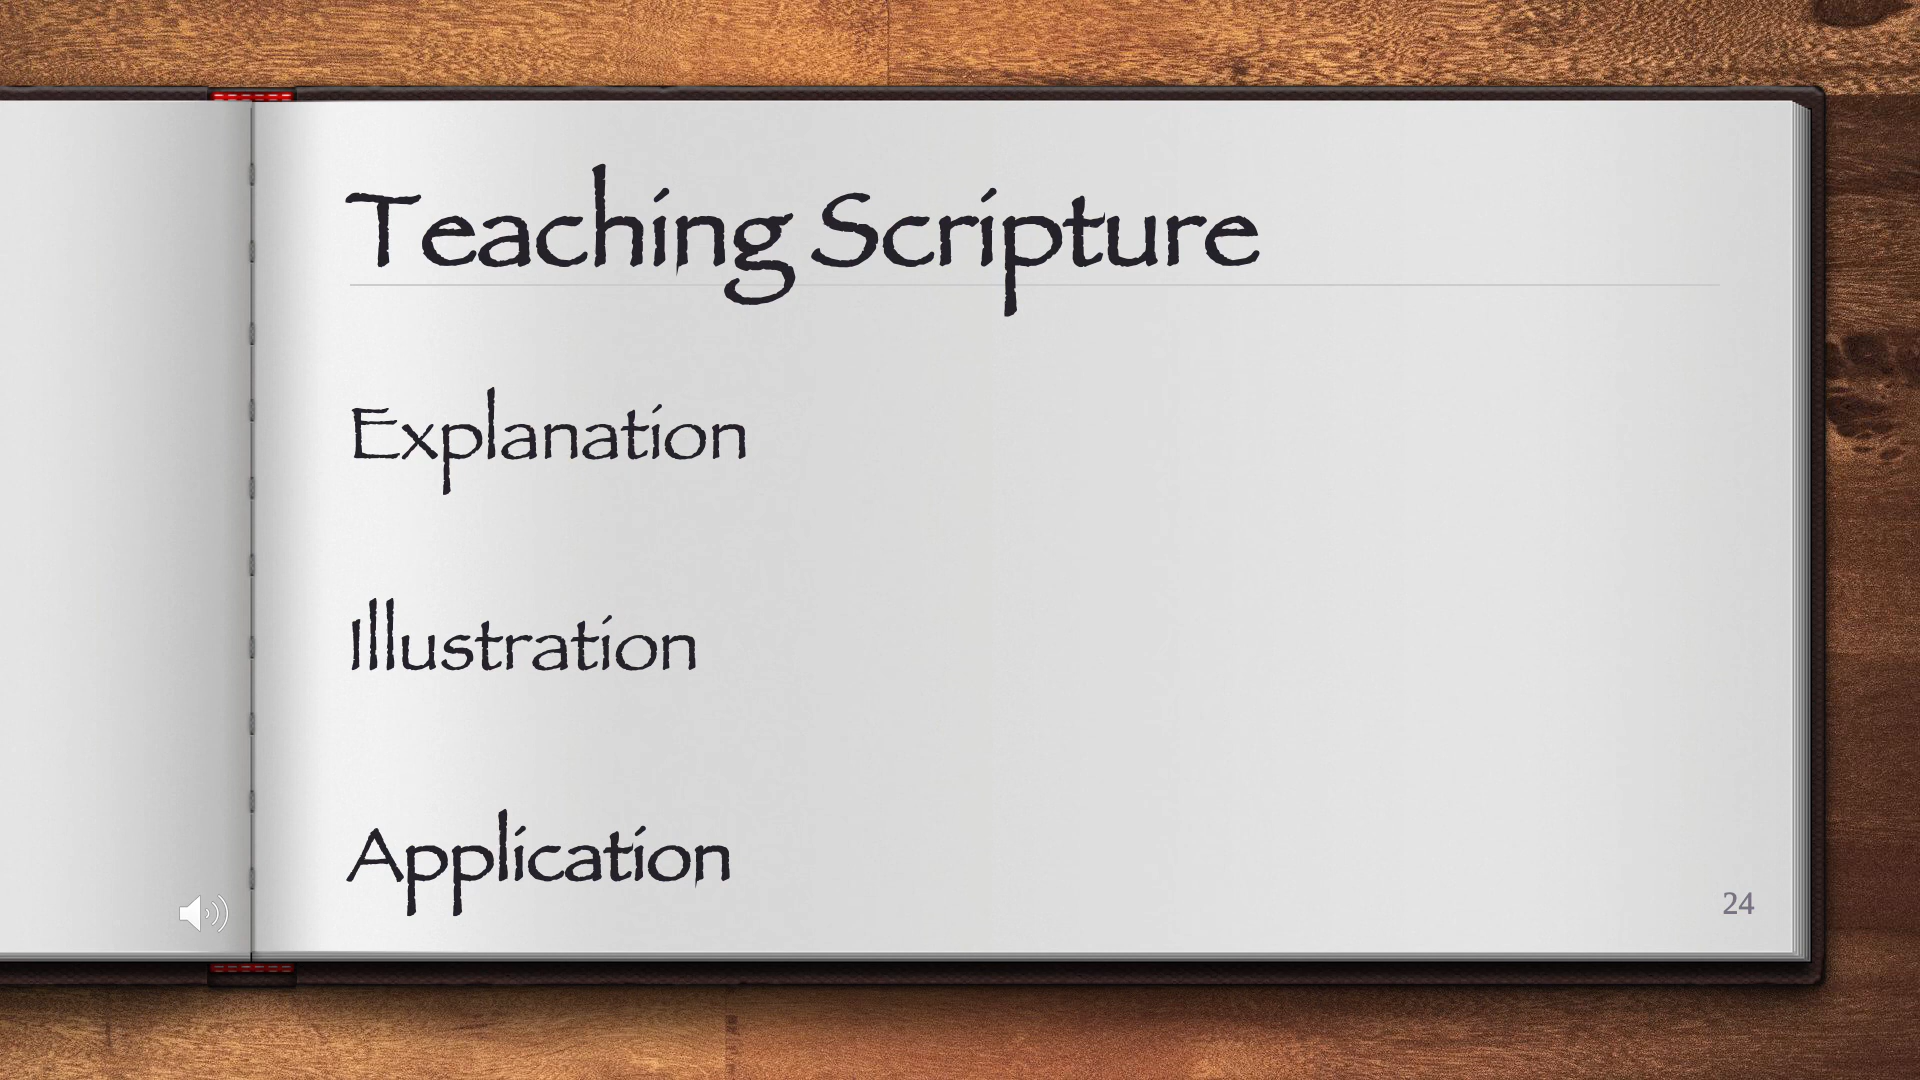 Teaching Scripture
Explanation
Illustration
Application
24